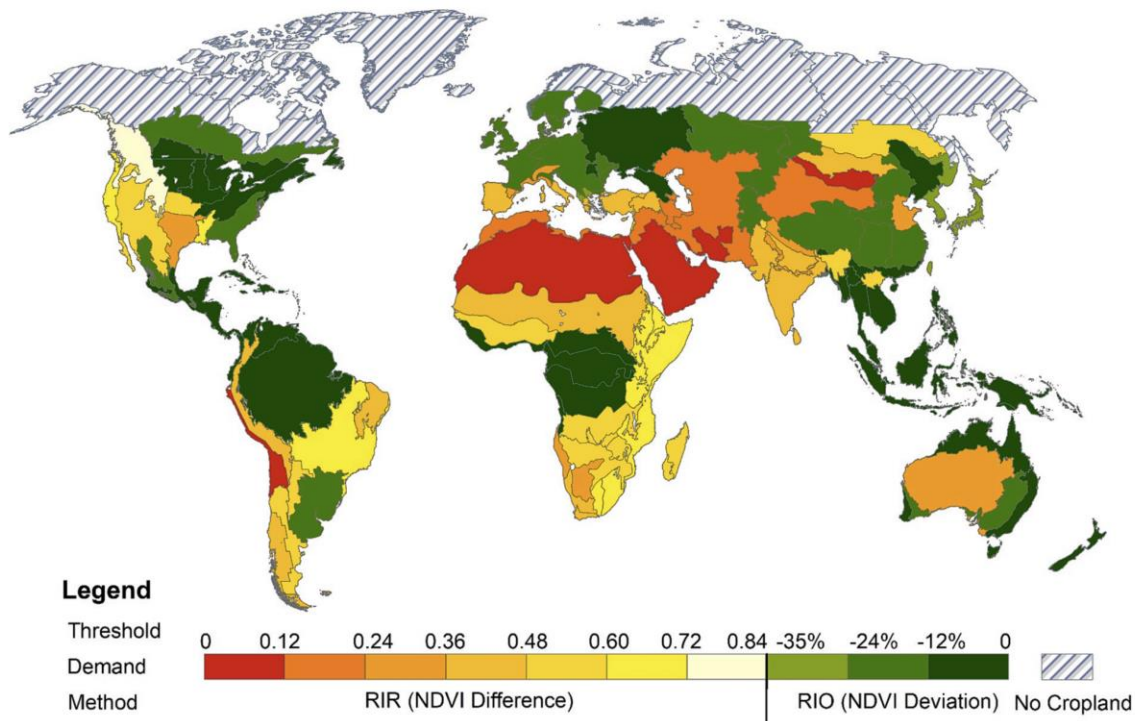 Legend
Threshold 0 0.12 0.24 0.36 0.48 0.60 0.72 0.84 -35% -24% -12% 0
Demand
Method RIR (NDVI Difference) RIO (NDVI Deviation) No Cropland